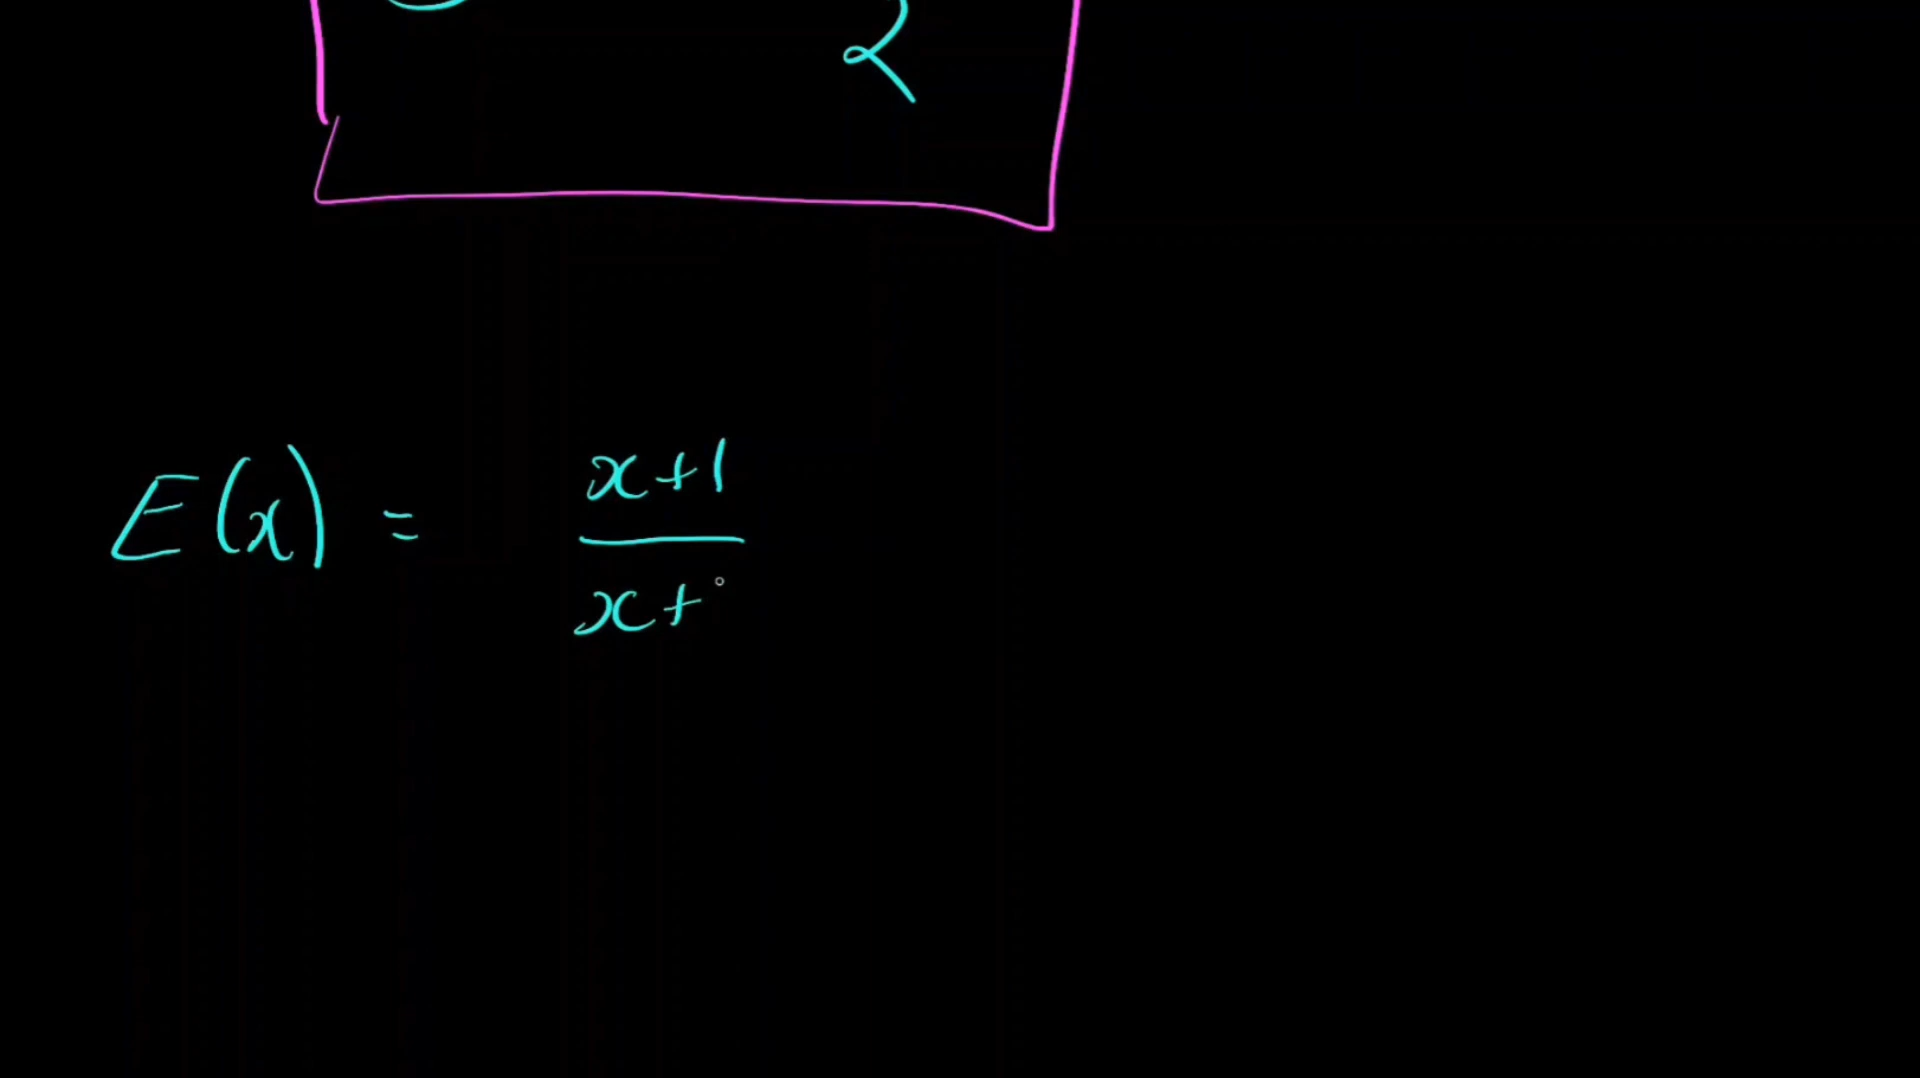 2
E(x) = x+1
x+